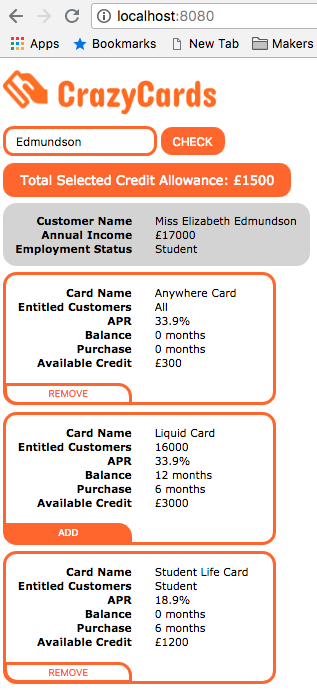 localhost:8080
Apps Bookmarks New Tab Makers
CrazyCards
Edmundson CHECK
Total Selected Credit Allowance: £1500
Customer Name Miss Elizabeth Edmundson
Annual Income £17000
Employment Status Student
Card Name Anywhere Card
Entitled Customers All
APR 33.9%
Balance 0 months
Purchase 0 months
Available Credit £300
REMOVE
Card Name Liquid Card
Entitled Customers 16000
APR 33.9%
Balance 12 months
Purchase 6 months
Available Credit £3000
ADD
Card Name Student Life Card
Entitled Customers Student
APR 18.9%
Balance 0 months
Purchase 6 months
Available Credit £1200
REMOVE